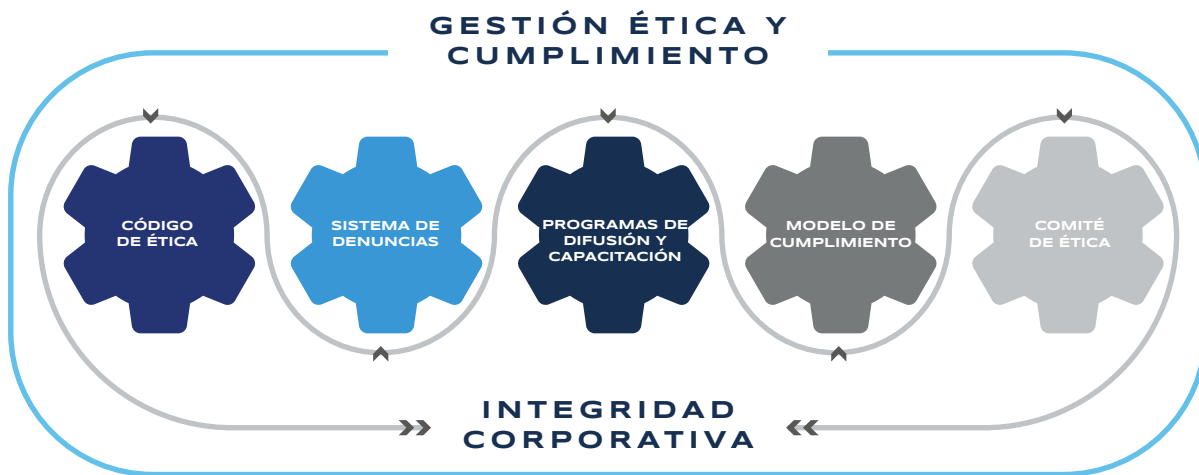 GESTIÓN ÉTICA Y
CUMPLIMIENTO
CÓDIGO
DE ÉTICA
SISTEMA DE
DENUNCIAS
PROGRAMAS DE
DIFUSIÓN Y
CAPACITACIÓN
MODELO DE
CUMPLIMIENTO
COMITÉ
DE ÉTICA
INTEGRIDAD
CORPORATIVA